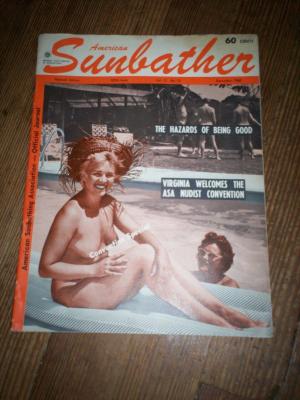 American
60 CENTS
Sunbather
THE HAZARDS OF BEING GOOD
VIRGINIA WELCOMES THE
ASA NUDIST CONVENTION
American Sunbathing Association — Official Journal